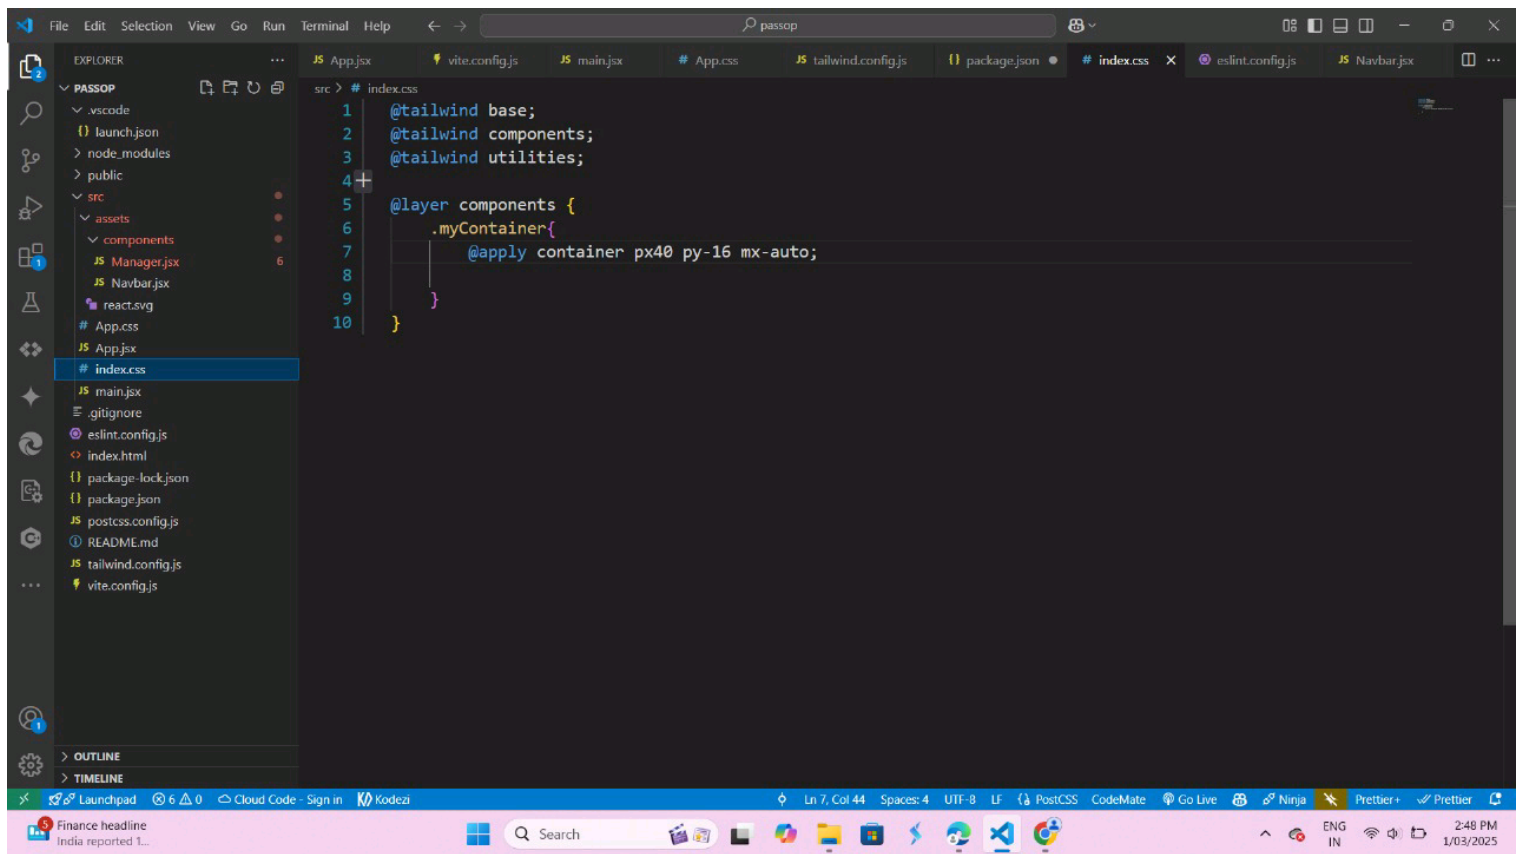 File Edit Selection View Go Run Terminal Help
passop
EXPLORER
App.jsx
vite.config.js
main.jsx
App.css
tailwind.config.js
package.json
index.css
eslint.config.js
Navbar.jsx
src > # index.css
PASSOP
.vscode
launch.json
node_modules
public
src
assets
components
JS Manager.jsx 6
JS Navbar.jsx
react.svg
# App.css
JS App.jsx
# index.css
JS main.jsx
.gitignore
eslint.config.js
index.html
{} package-lock.json
{} package.json
JS postcss.config.js
README.md
JS tailwind.config.js
vite.config.js
OUTLINE
TIMELINE
1 @tailwind base;
2 @tailwind components;
3 @tailwind utilities;
4
5 @layer components {
6 .myContainer{
7 @apply container px40 py-16 mx-auto;
8
9 }
10 }
Launchpad 6 0 Cloud Code - Sign in Kodezi
Ln 7, Col 44 Spaces: 4 UTF-8 LF PostCSS CodeMate Go Live Ninja Prettier+ Prettier
5
Finance headline
India reported 1...
Search
ENG
IN
2:48 PM
1/03/2025